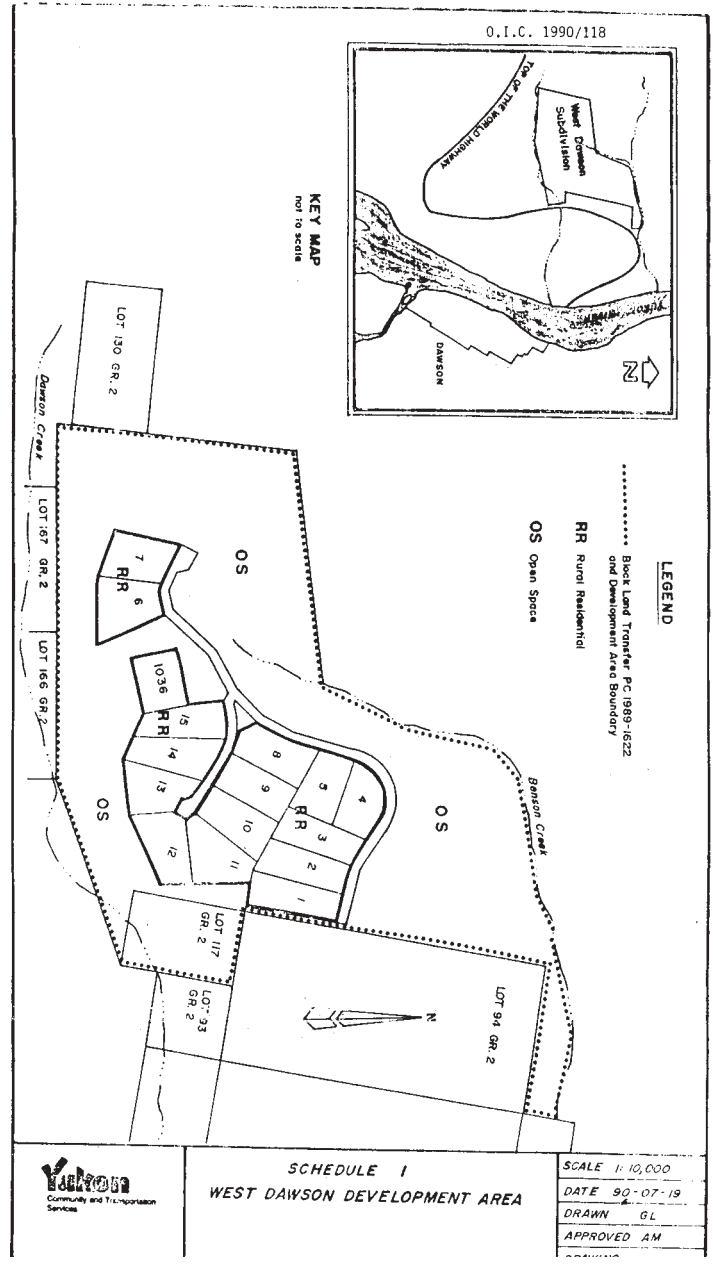 O.I.C. 1990/118
TOP OF THE WORLD HIGHWAY
West Dawson
Subdivision
YUKON RIVER
DAWSON
N
KEY MAP
not to scale
LEGEND
Block Land Transfer PC 1989-1622
and Development Area Boundary
RR Rural Residential
OS Open Space
LOT 130 GR. 2
Dawson Creek
LOT 167 GR. 2
LOT 166 GR. 2
OS
7
6
RR
1036
15
RR
14
13
12
OS
8
9
10
11
5
4
3
RR
2
1
OS
Benson Creek
LOT 117
GR. 2
LOT 93
GR. 2
LOT 94 GR. 2
N
Yukon
Community and Transportation
Services
SCHEDULE 1
WEST DAWSON DEVELOPMENT AREA
SCALE 1:10,000
DATE 90-07-19
DRAWN GL
APPROVED AM